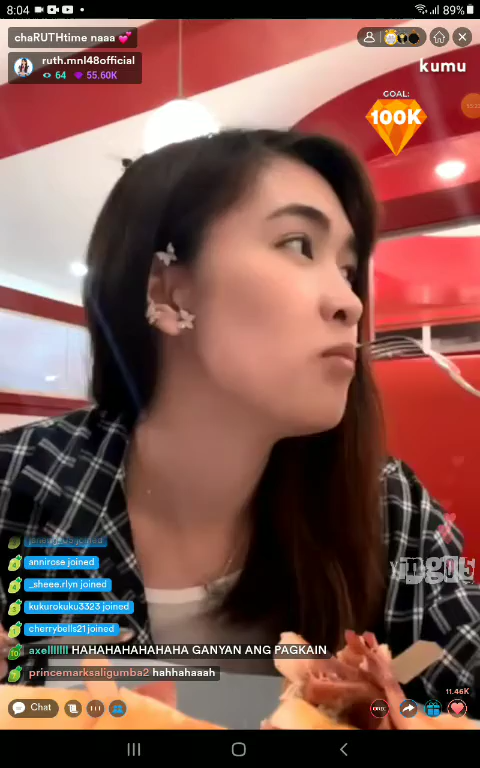 8:04
89%
chaRUTHtime naaa 💕
ruth.mnl48official
64 55.60K
kumu
GOAL:
100K
joined
annirose joined
_sheee.rlyn joined
kukurokuku3323 joined
cherrybells21 joined
axelllllll HAHAHAHAHAHAHA GANYAN ANG PAGKAIN
princemarksaligumba2 hahhahaaah
11.46K
Chat